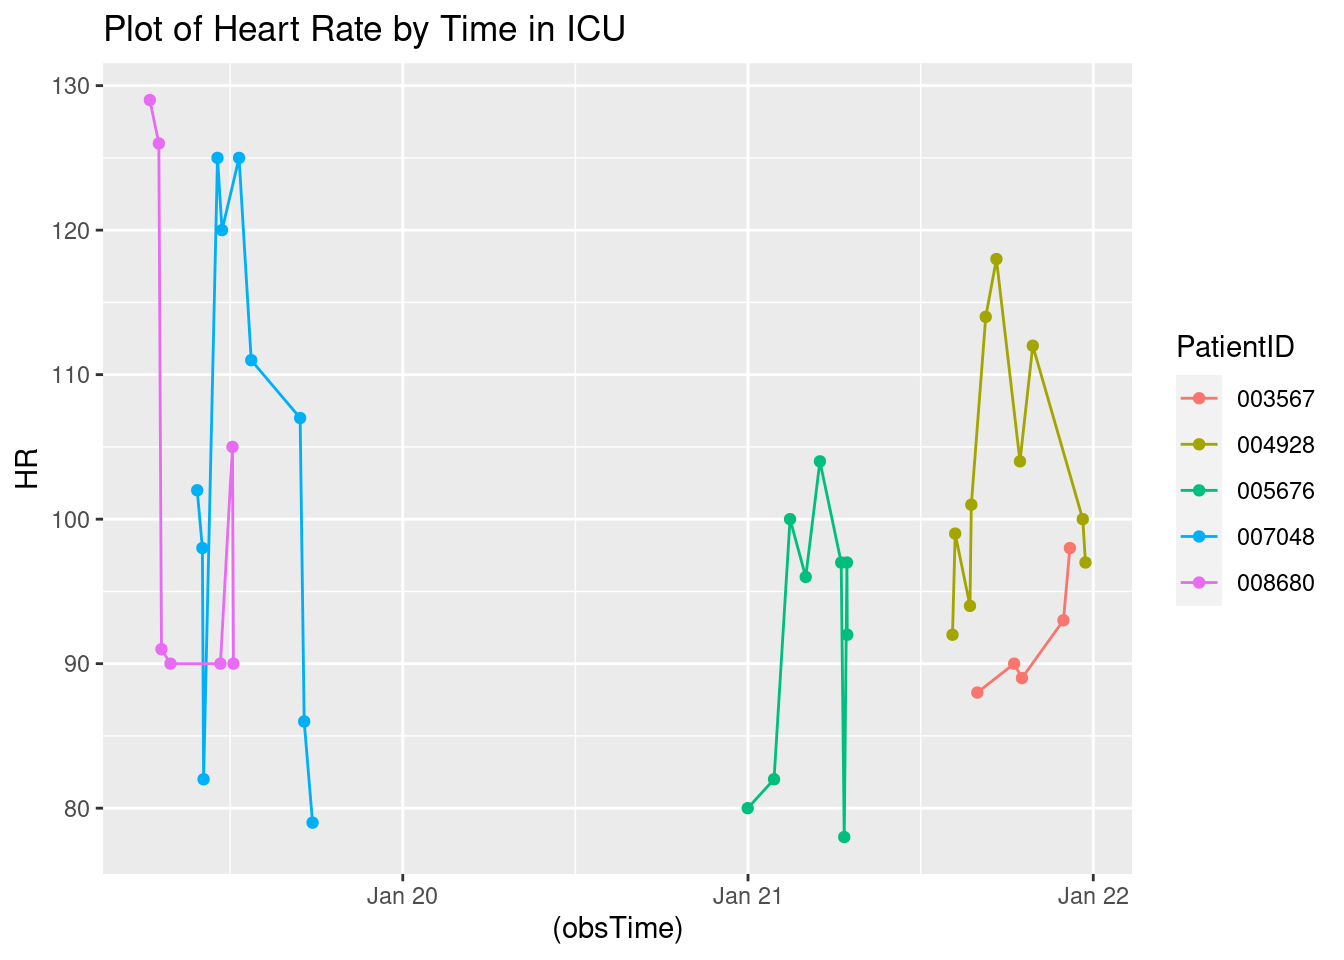 Plot of Heart Rate by Time in ICU
130
120
110
100
90
80
HR
Jan 20
Jan 21
Jan 22
(obsTime)
PatientID
003567
004928
005676
007048
008680